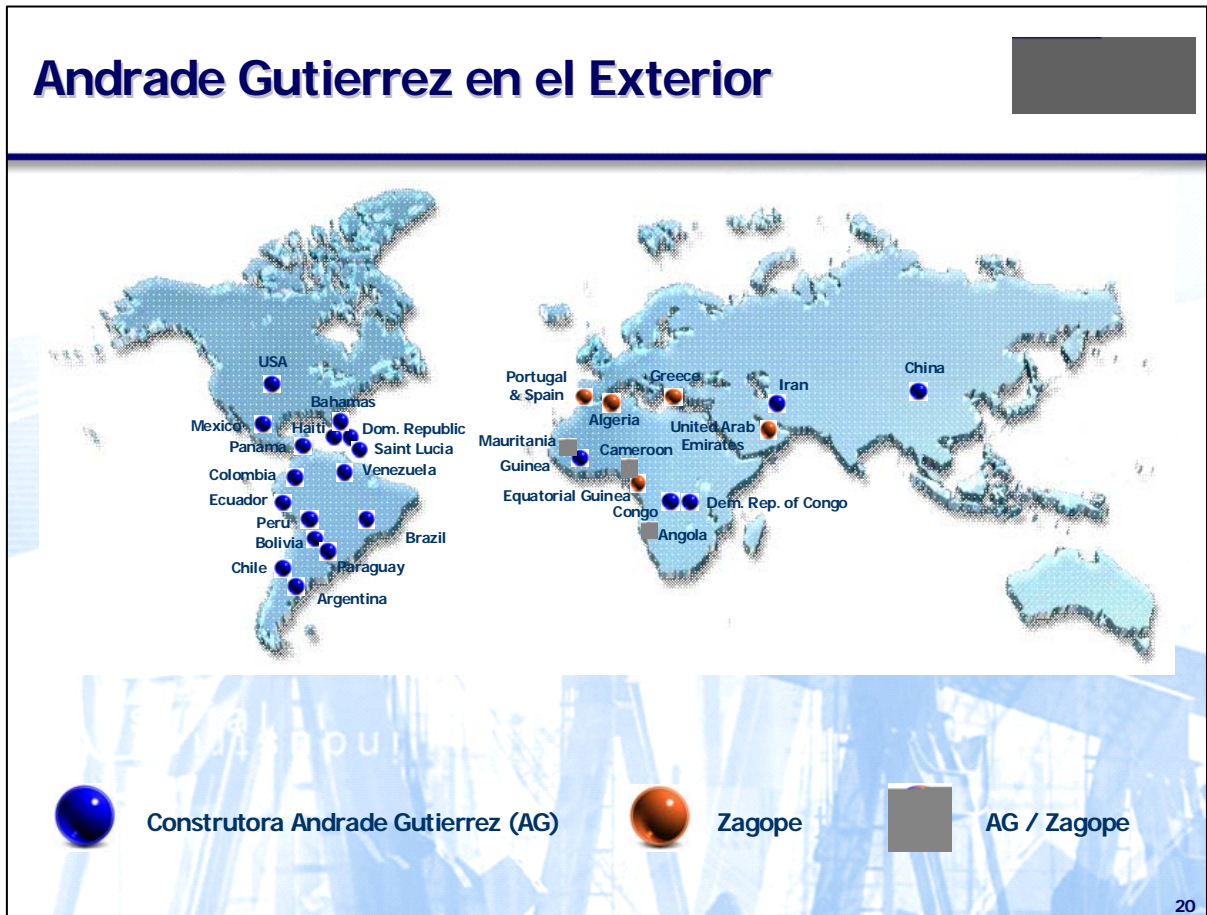 Andrade Gutierrez en el Exterior
USA
Bahamas
Mexico
Haiti
Dom. Republic
Panama
Saint Lucia
Colombia
Venezuela
Ecuador
Peru
Brazil
Bolivia
Chile
Paraguay
Argentina
Portugal
& Spain
Greece
Iran
China
Algeria
United Arab
Emirates
Mauritania
Cameroon
Guinea
Equatorial Guinea
Congo
Dem. Rep. of Congo
Angola
Construtora Andrade Gutierrez (AG)
Zagope
AG / Zagope
20